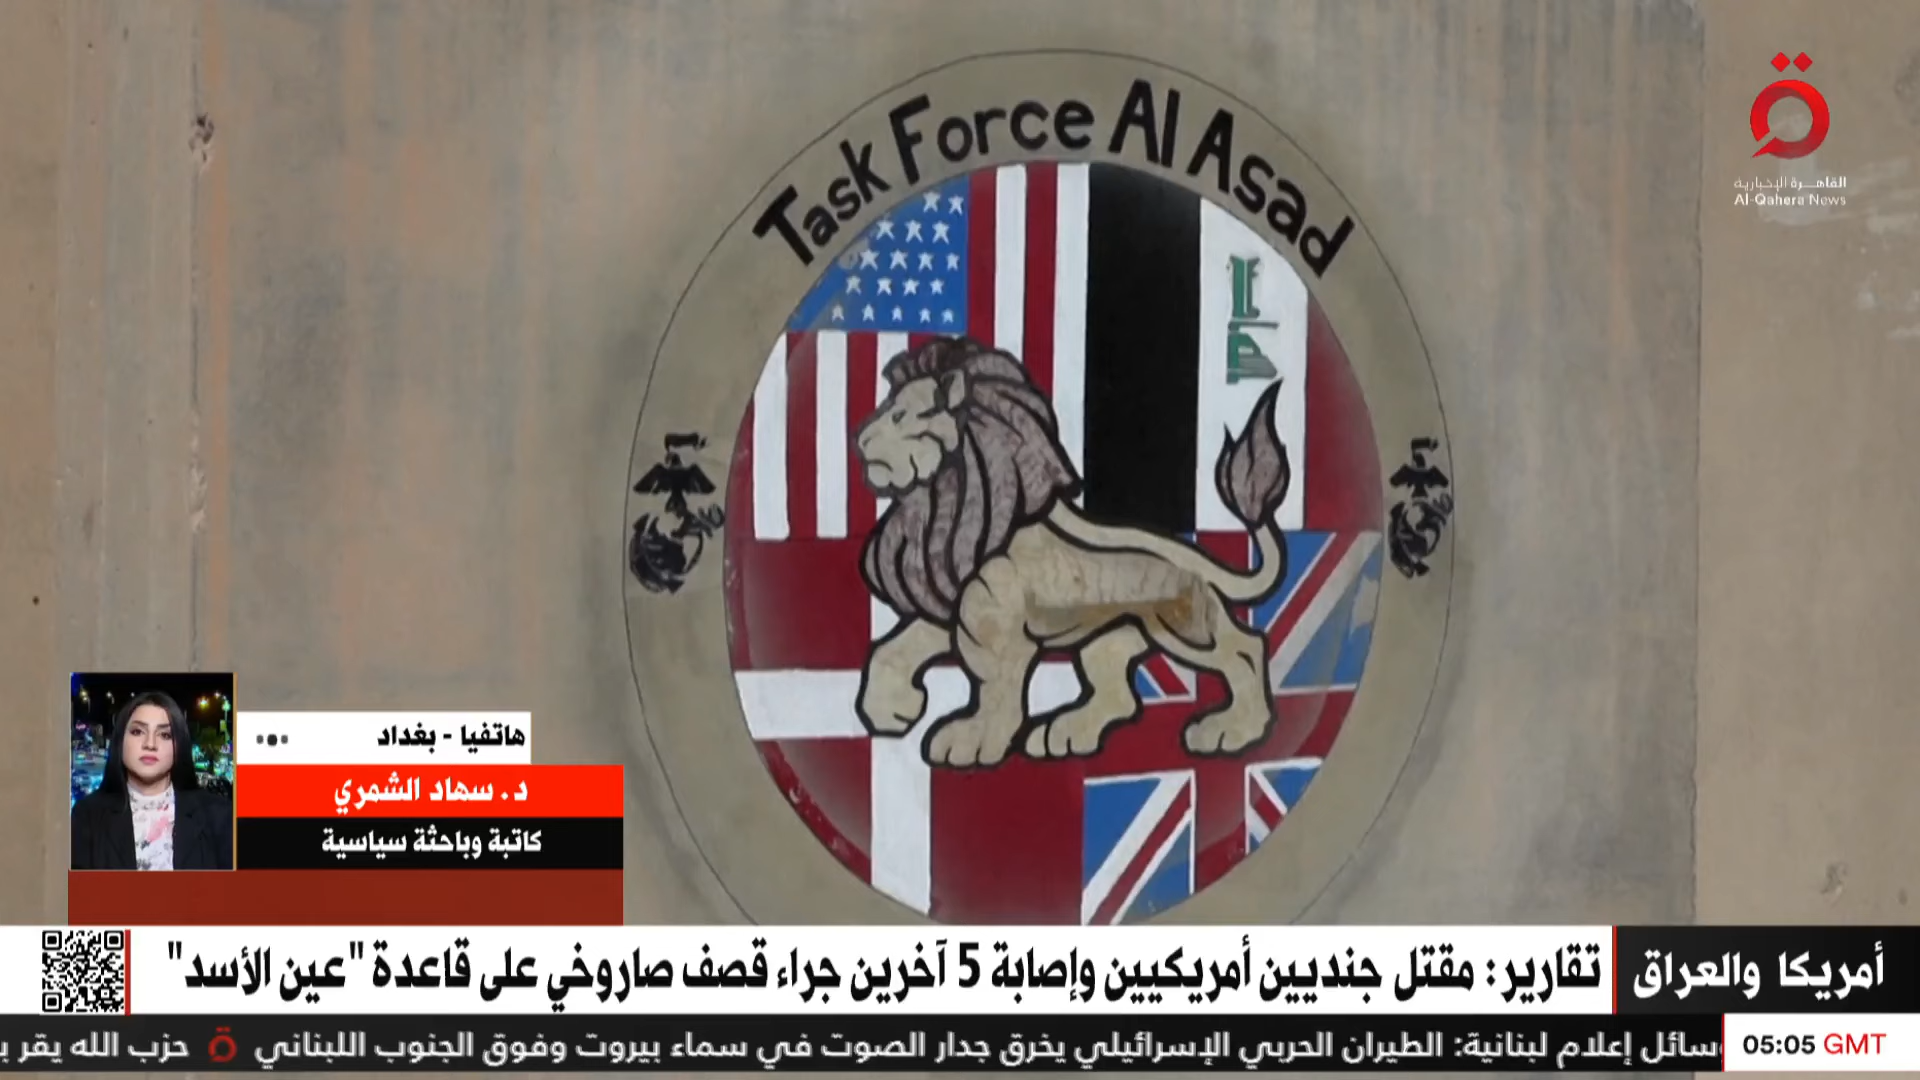 Task Force Al Asad
القاهرة الإخبارية
Al-Qahera News
هاتفيا - بغداد
د. سهاد الشمري
كاتبة وباحثة سياسية
أمريكا والعراق
تقارير: مقتل جنديين أمريكيين وإصابة 5 آخرين جراء قصف صاروخي على قاعدة "عين الأسد"
05:05 GMT
وسائل إعلام لبنانية: الطيران الحربي الإسرائيلي يخرق جدار الصوت في سماء بيروت وفوق الجنوب اللبناني
حزب الله يقر